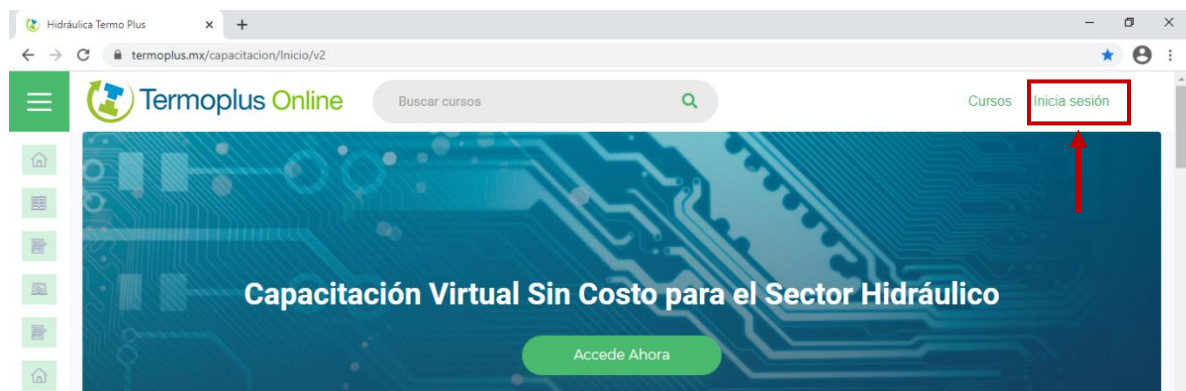 Hidráulica Termo Plus
termoplus.mx/capacitacion/Inicio/v2
Termoplus Online
Buscar cursos
Cursos
Inicia sesión
Capacitación Virtual Sin Costo para el Sector Hidráulico
Accede Ahora